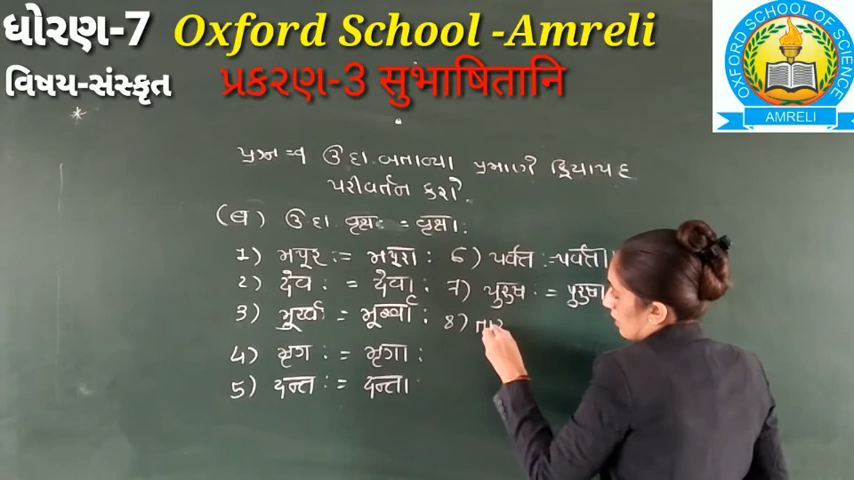 ધોરણ-7 Oxford School -Amreli
વિષય-સંસ્કૃત પ્રકરણ-3 सुभाषितानि
OXFORD SCHOOL OF SCIENCE
AMRELI
પ્રશ્ન =૧ ઉદા.બતાવ્યા પ્રમાણે ક્રિયાપદ
પરીવર્તન કરો.
(બ) ઉદા. वृक्षः = वृक्षा:
1) मयूरः = मयूरा:
2) देव: = देवा:
3) मूर्ख = मूर्खा:
4) मृग: = मृगा:
5) दन्त: = दन्ता:
6) पर्वत := पर्वता
7) पुरुष: = पुरुषा
8)